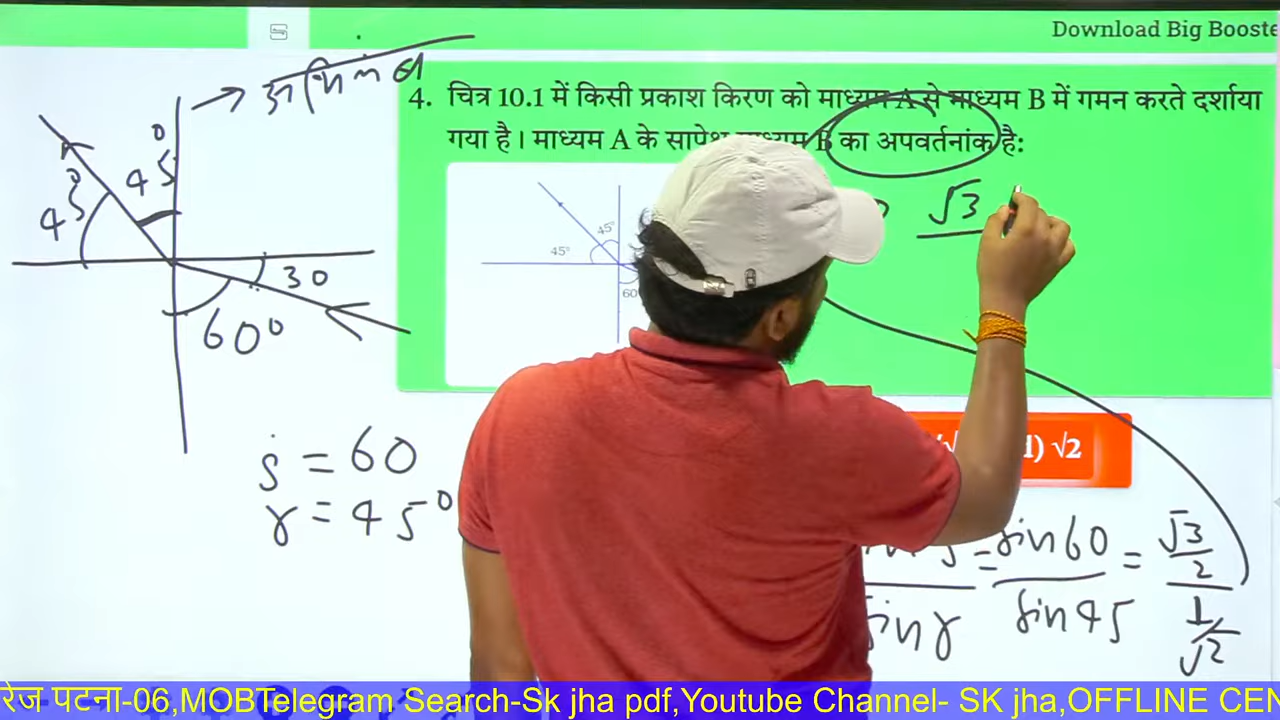 Download Big Booste
4. चित्र 10.1 में किसी प्रकाश किरण को माध्यम A से माध्यम B में गमन करते दर्शाया
गया है। माध्यम A के सापेक्ष माध्यम B का अपवर्तनांक है:
45°
45°
60
d) √2
अभिलंब
45°
45°
30
60°
i = 60
r = 45°
√3
sin r
= sin60 / sin45 = √3/2 / 1/√2
रेज पटना-06,MOBTelegram Search-Sk jha pdf,Youtube Channel- SK jha,OFFLINE CEN